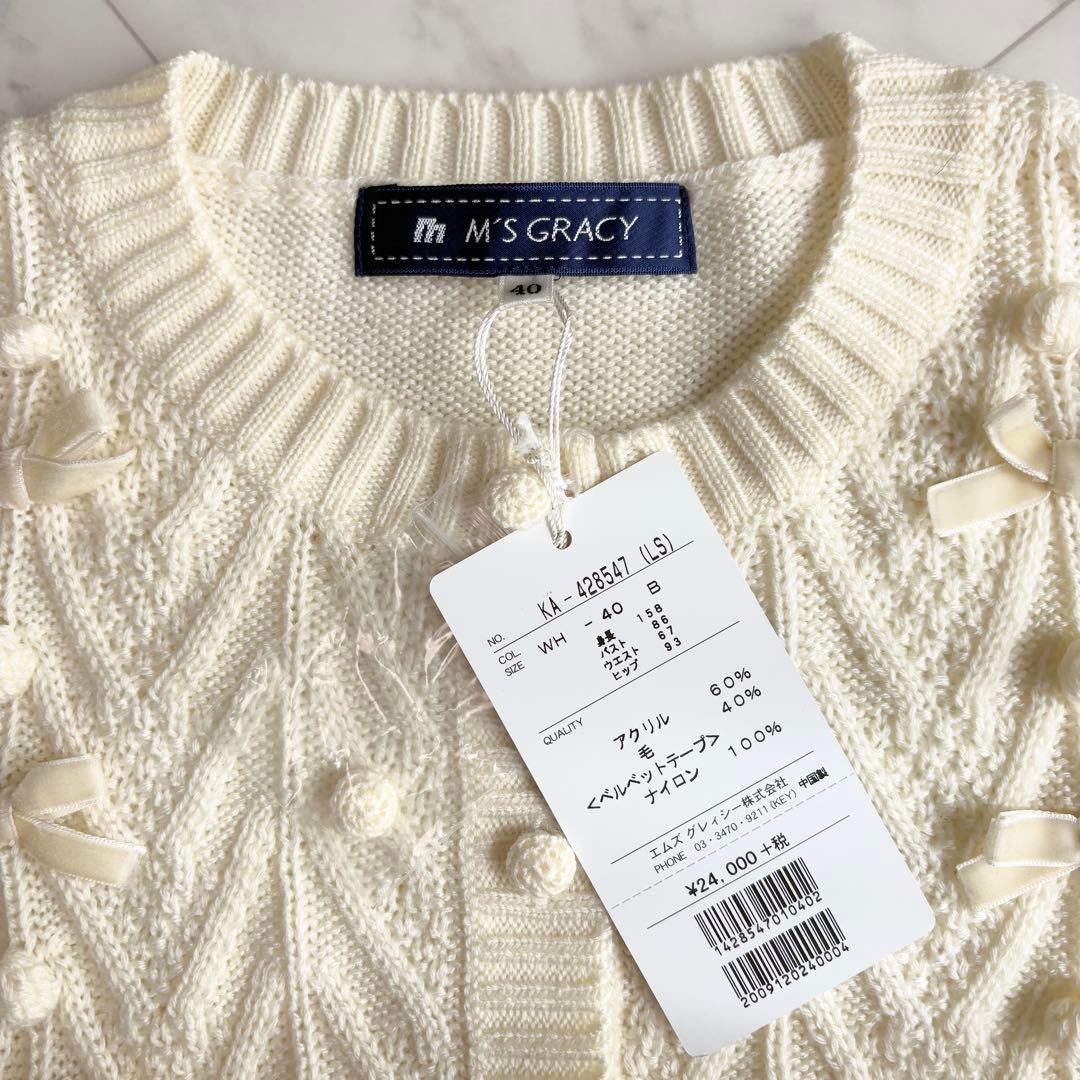 M'S GRACY
40
NO. KA-428547 (LS)
COL. WH - 40 B
SIZE
身長 158
バスト 86
ウエスト 67
ヒップ 93
QUALITY
アクリル 60%
毛 40%
<ベルベットテープ>
ナイロン 100%
エムズ グレィシー株式会社
PHONE 03・3470・9211 (KEY) 中国製
¥24,000+税
1428547010402
2009120240004